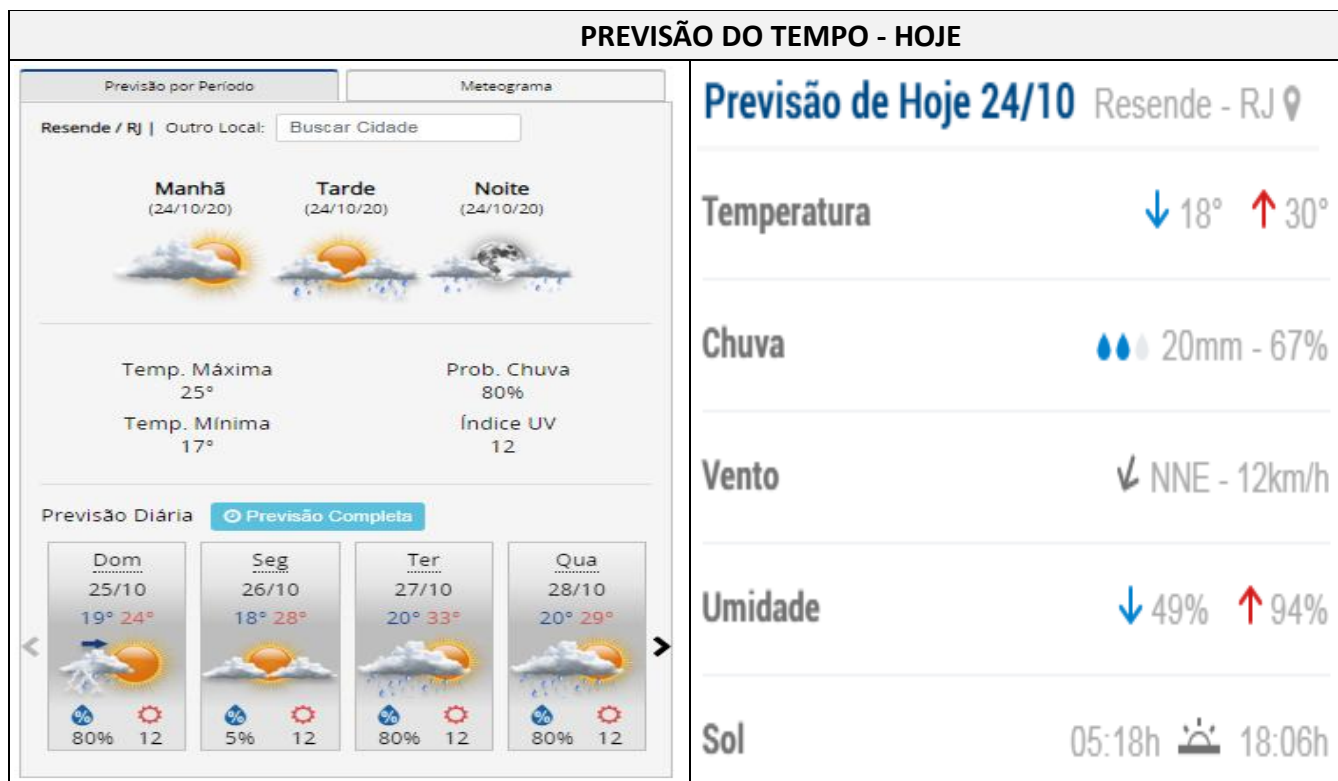 PREVISÃO DO TEMPO - HOJE
Previsão por Período
Meteograma
Resende / RJ | Outro Local: Buscar Cidade
Manhã Tarde Noite
(24/10/20) (24/10/20) (24/10/20)
Temp. Máxima Prob. Chuva
25° 80%
Temp. Mínima Índice UV
17° 12
Previsão Diária Previsão Completa
Dom Seg Ter Qua
25/10 26/10 27/10 28/10
19° 24° 18° 28° 20° 33° 20° 29°
% % % %
80% 12 5% 12 80% 12 80% 12
Previsão de Hoje 24/10 Resende - RJ
Temperatura 18° 30°
Chuva 20mm - 67%
Vento NNE - 12km/h
Umidade 49% 94%
Sol 05:18h 18:06h